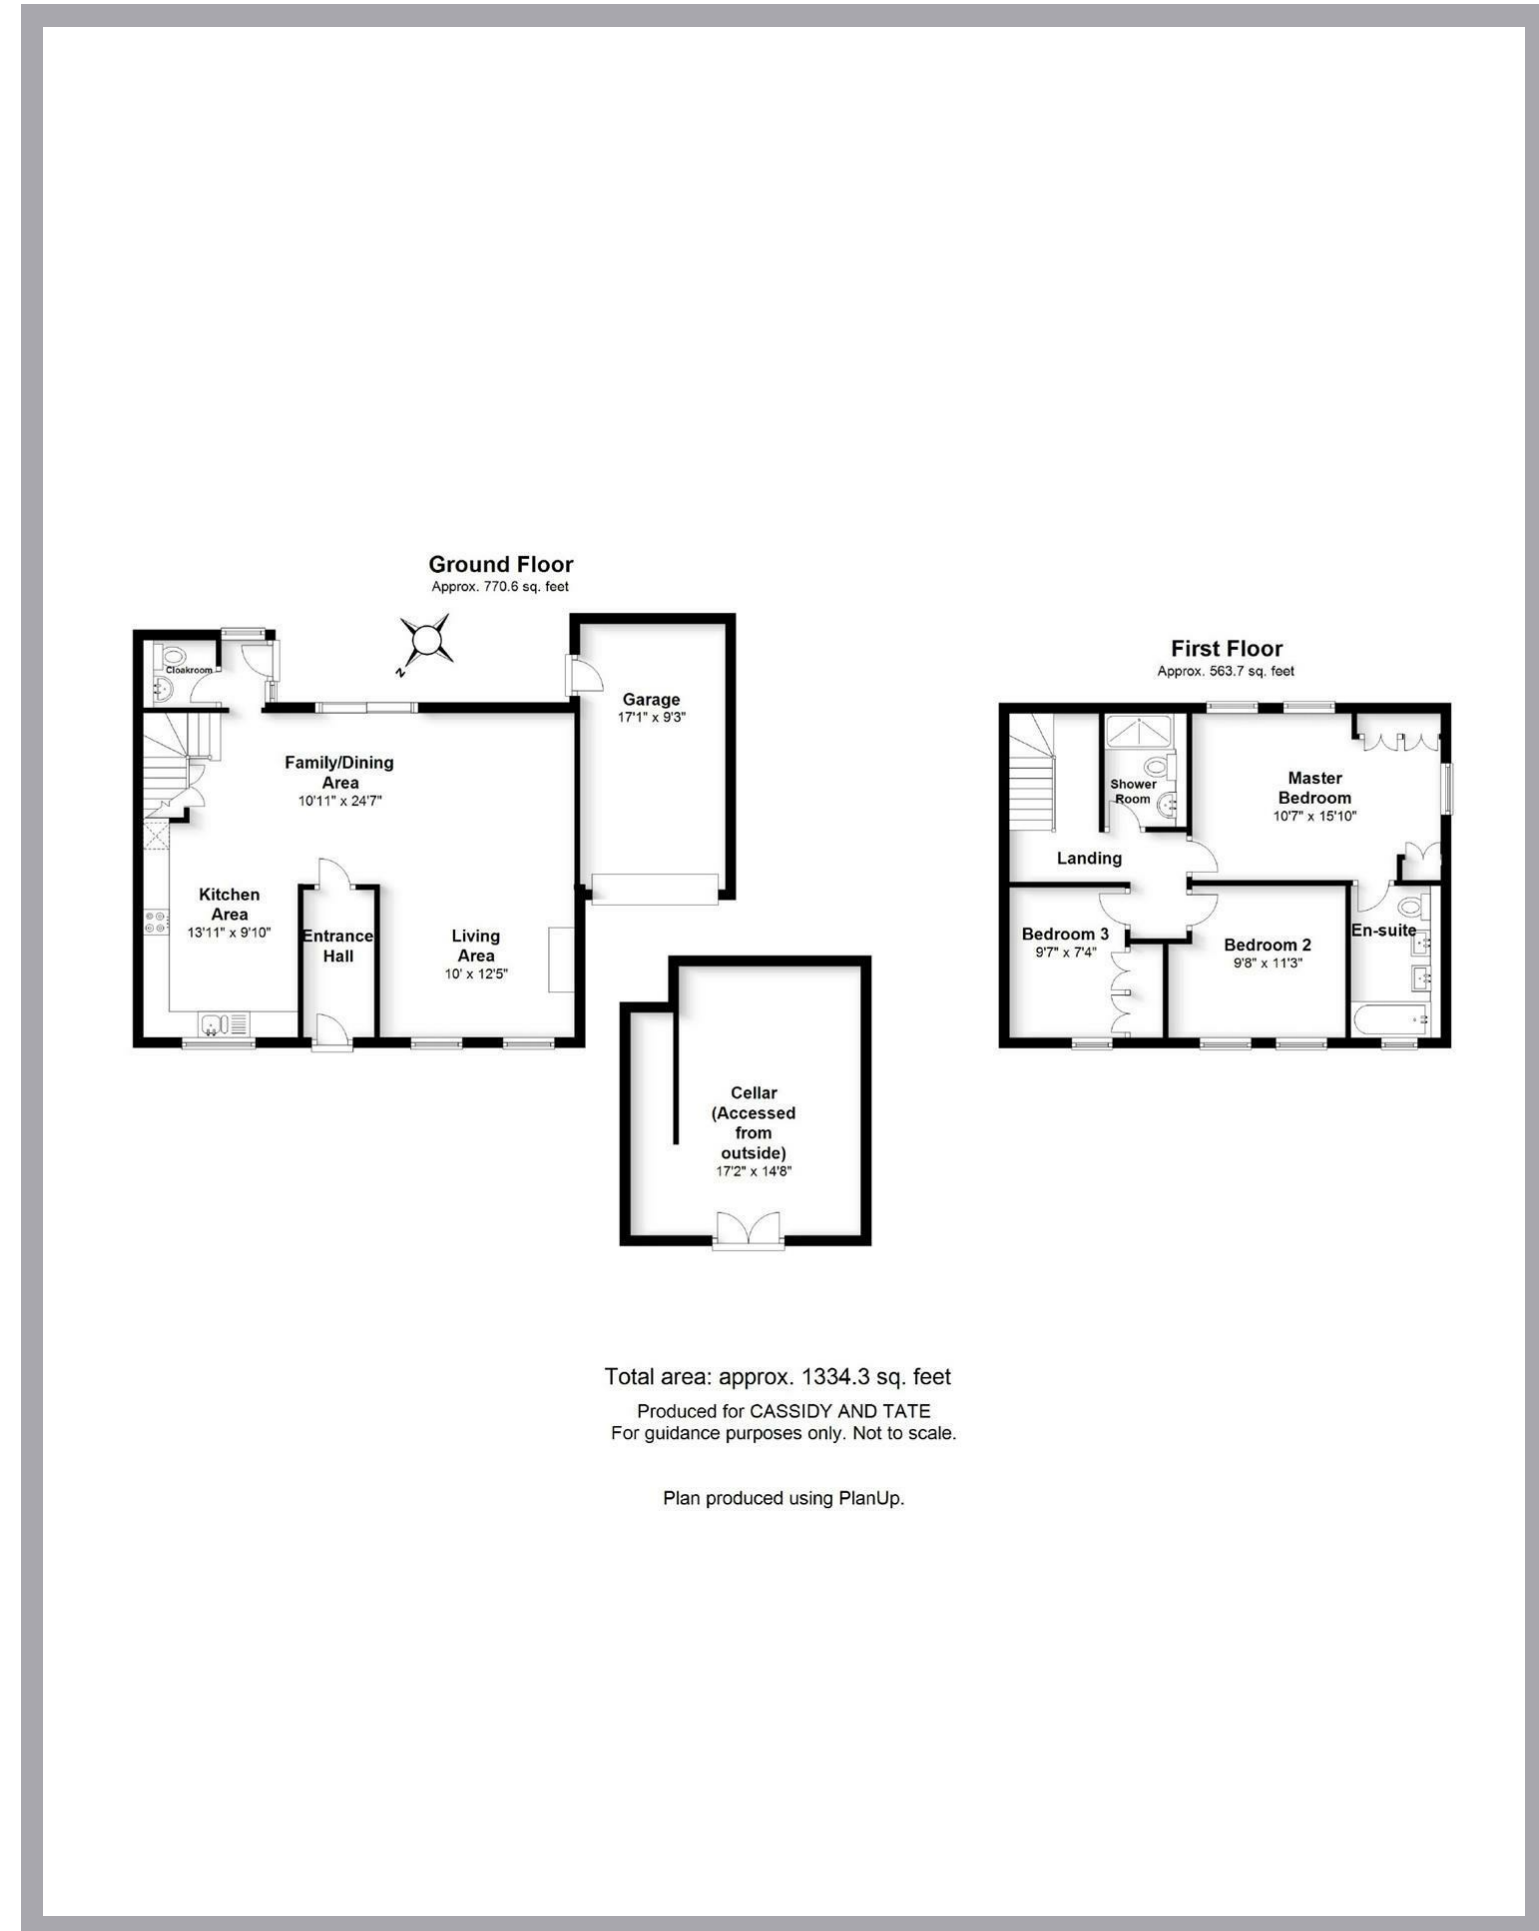 Ground Floor
Approx. 770.6 sq. feet
N
Cloakroom
Garage
17'1" x 9'3"
Family/Dining
Area
10'11" x 24'7"
Kitchen
Area
13'11" x 9'10"
Entrance
Hall
Living
Area
10' x 12'5"
First Floor
Approx. 563.7 sq. feet
Shower
Room
Master
Bedroom
10'7" x 15'10"
Landing
Bedroom 3
9'7" x 7'4"
Bedroom 2
9'8" x 11'3"
En-suite
Cellar
(Accessed
from
outside)
17'2" x 14'8"
Total area: approx. 1334.3 sq. feet
Produced for CASSIDY AND TATE
For guidance purposes only. Not to scale.
Plan produced using PlanUp.